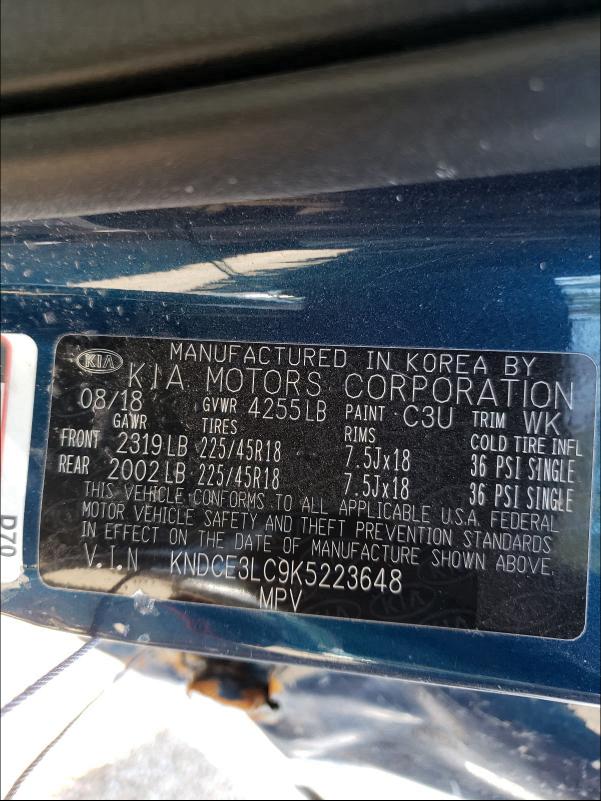 KIA
MANUFACTURED IN KOREA BY
KIA MOTORS CORPORATION
08/18 GVWR 4255LB PAINT C3U TRIM WK
GAWR TIRES RIMS COLD TIRE INFL
FRONT 2319LB 225/45R18 7.5Jx18 36 PSI SINGLE
REAR 2002LB 225/45R18 7.5Jx18 36 PSI SINGLE
THIS VEHICLE CONFORMS TO ALL APPLICABLE U.S.A. FEDERAL
MOTOR VEHICLE SAFETY AND THEFT PREVENTION STANDARDS
IN EFFECT ON THE DATE OF MANUFACTURE SHOWN ABOVE.
V.I.N KNDCE3LC9K5223648
MPV
D70